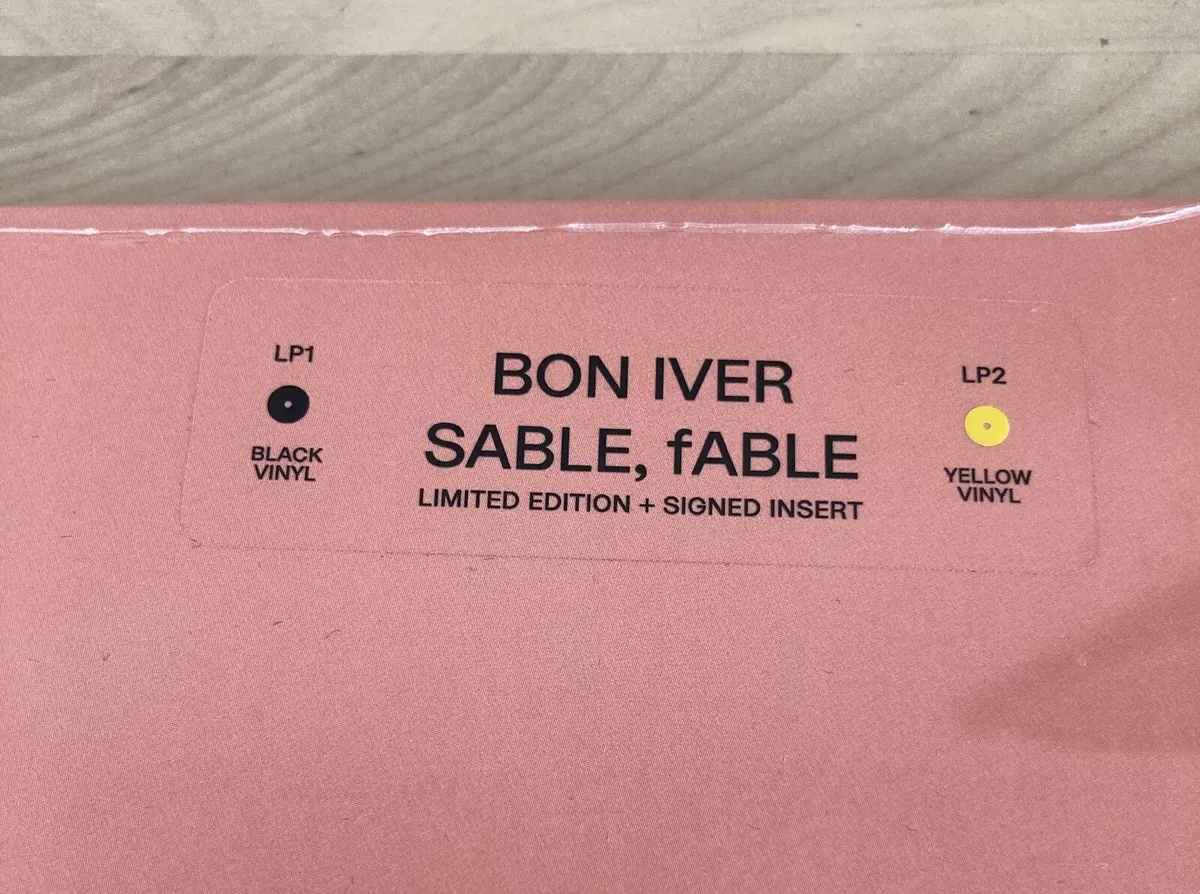 LP1
BLACK
VINYL
BON IVER
SABLE, fABLE
LIMITED EDITION + SIGNED INSERT
LP2
YELLOW
VINYL